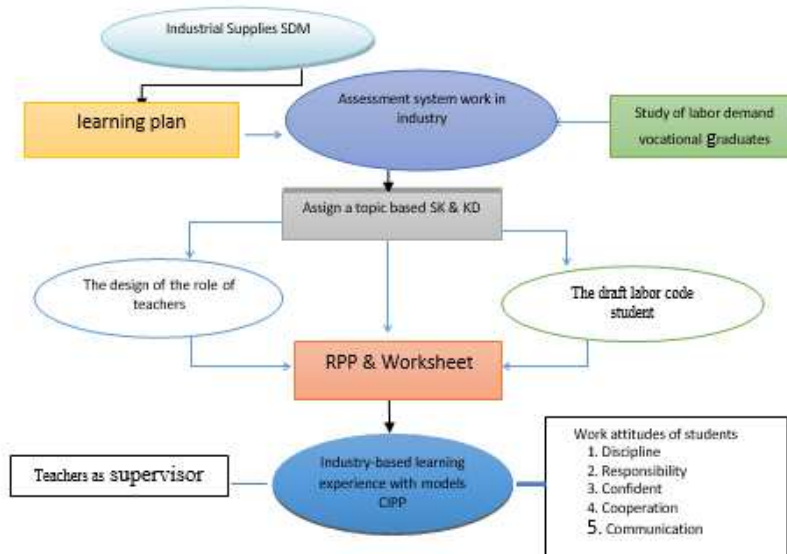 Industrial Supplies SDM
learning plan
Assessment system work in
industry
Study of labor demand
vocational graduates
Assign a topic based SK & KD
The design of the role of
teachers
The draft labor code
student
RPP & Worksheet
Teachers as supervisor
Industry-based learning
experience with models
CIPP
Work attitudes of students
1. Discipline
2. Responsibility
3. Confident
4. Cooperation
5. Communication